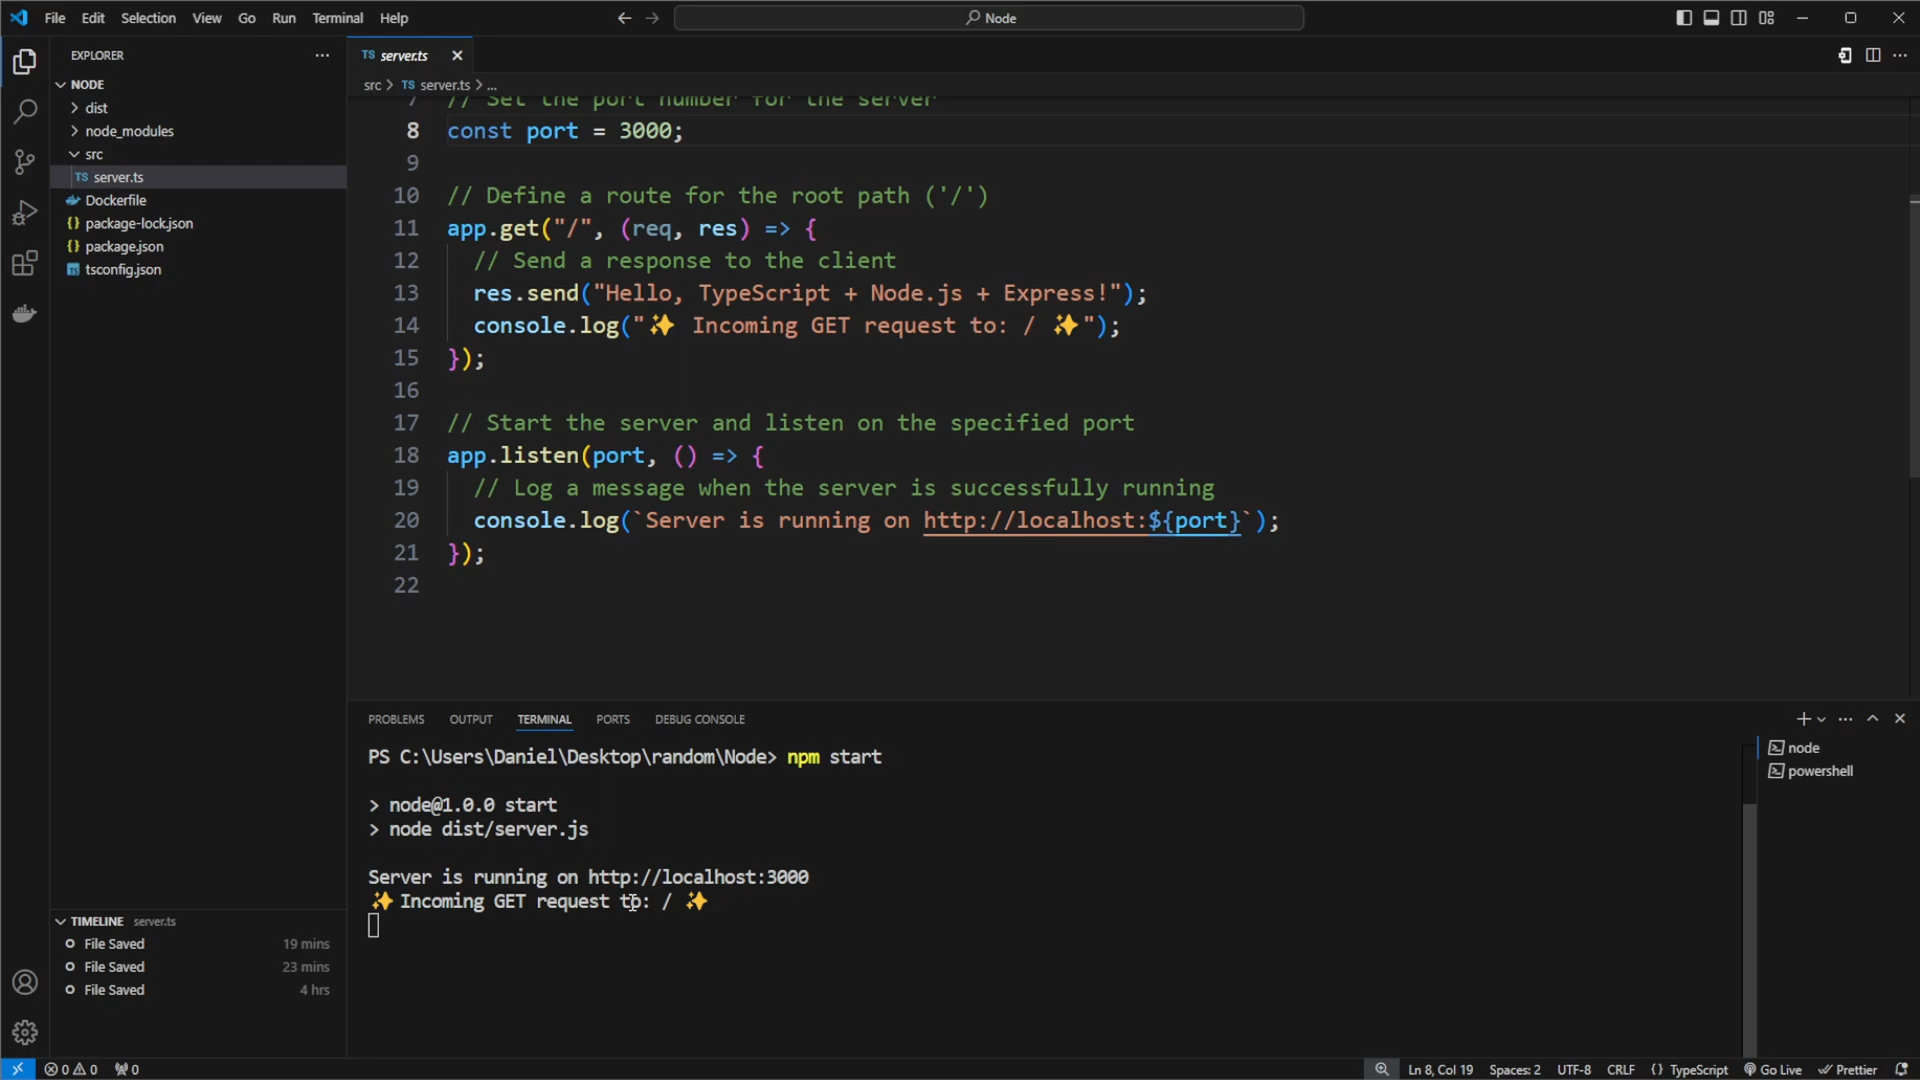 File Edit Selection View Go Run Terminal Help
Node
EXPLORER
NODE
dist
node_modules
src
TS server.ts
Dockerfile
{} package-lock.json
{} package.json
TS tsconfig.json
TIMELINE server.ts
File Saved 19 mins
File Saved 23 mins
File Saved 4 hrs
TS server.ts
src > TS server.ts > ...
7 // Set the port number for the server
8 const port = 3000;
9
10 // Define a route for the root path ('/')
11 app.get("/", (req, res) => {
12 // Send a response to the client
13 res.send("Hello, TypeScript + Node.js + Express!");
14 console.log("✨ Incoming GET request to: / ✨");
15 });
16
17 // Start the server and listen on the specified port
18 app.listen(port, () => {
19 // Log a message when the server is successfully running
20 console.log(`Server is running on http://localhost:${port}`);
21 });
22
PROBLEMS OUTPUT TERMINAL PORTS DEBUG CONSOLE
PS C:\Users\Daniel\Desktop\random\Node> npm start
> node@1.0.0 start
> node dist/server.js
Server is running on http://localhost:3000
✨ Incoming GET request to: / ✨
node
powershell
0 0 0 Ln 8, Col 19 Spaces: 2 UTF-8 CRLF {} TypeScript Go Live Prettier